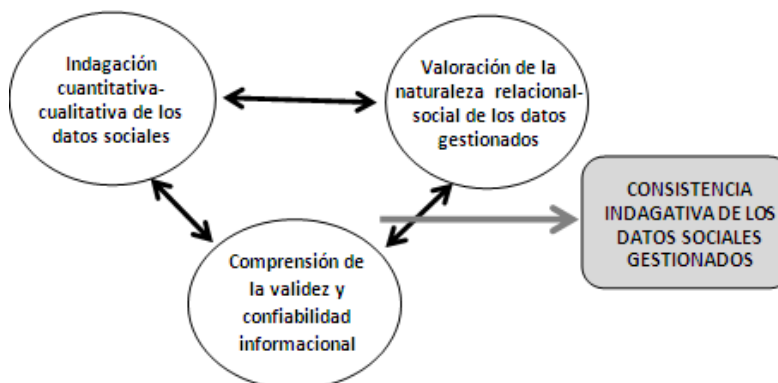 Indagación
cuantitativa-
cualitativa de los
datos sociales
Valoración de la
naturaleza relacional-
social de los datos
gestionados
Comprensión de
la validez y
confiabilidad
informacional
CONSISTENCIA
INDAGATIVA DE LOS
DATOS SOCIALES
GESTIONADOS